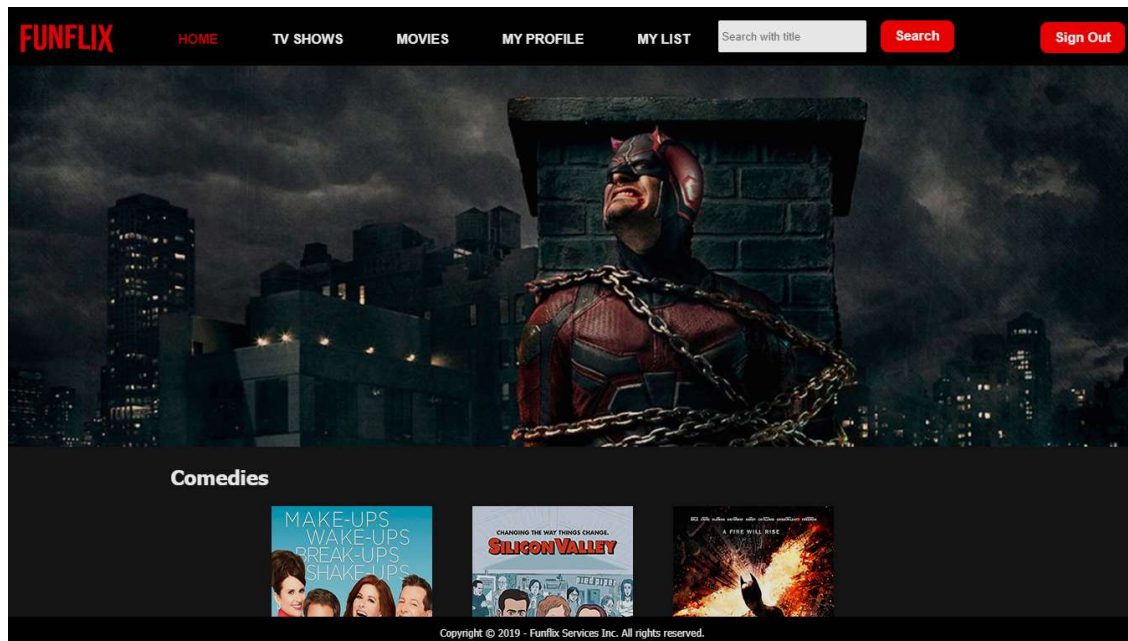 FUNFLIX HOME TV SHOWS MOVIES MY PROFILE MY LIST Search with title Search Sign Out
Comedies
MAKE-UPS
WAKE-UPS
BREAK-UPS
SHAKE-UPS
CHANGING THE WAY THINGS CHANGE.
SILICON VALLEY
A FIRE WILL RISE
Copyright © 2019 - Funflix Services Inc. All rights reserved.